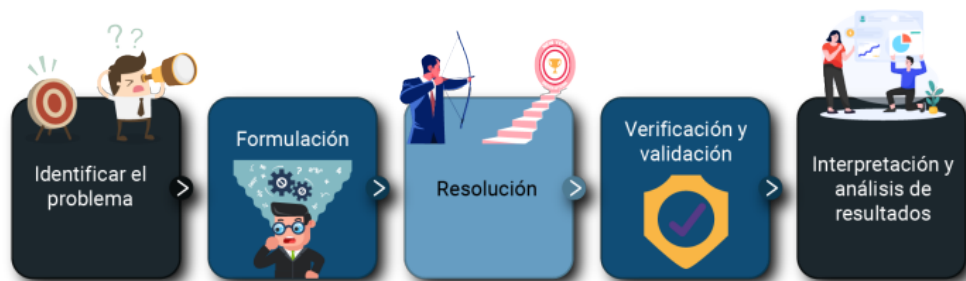 Identificar el
problema
Formulación
Resolución
Verificación y
validación
Interpretación y
análisis de
resultados